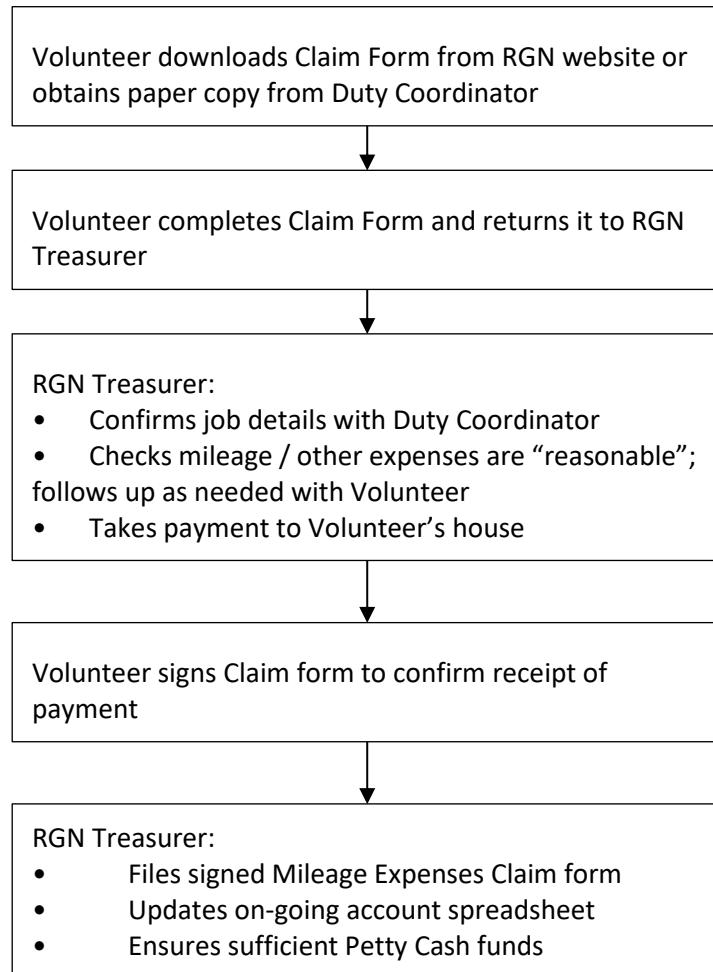 Volunteer downloads Claim Form from RGN website or
obtains paper copy from Duty Coordinator
Volunteer completes Claim Form and returns it to RGN
Treasurer
RGN Treasurer:
• Confirms job details with Duty Coordinator
• Checks mileage / other expenses are “reasonable”;
follows up as needed with Volunteer
• Takes payment to Volunteer’s house
Volunteer signs Claim form to confirm receipt of
payment
RGN Treasurer:
• Files signed Mileage Expenses Claim form
• Updates on-going account spreadsheet
• Ensures sufficient Petty Cash funds